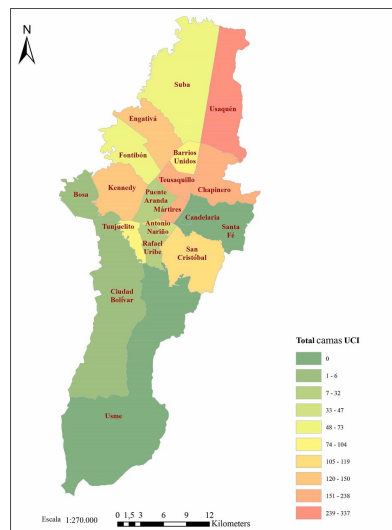 N
Suba
Usaquén
Engativá
Fontibón
Barrios
Unidos
Teusaquillo
Kennedy
Bosa
Puente
Aranda
Chapinero
Mártires
Candelaria
Tunjuelito
Antonio
Nariño
Santa
Fé
Rafael
Uribe
San
Cristóbal
Ciudad
Bolívar
Usme
Total camas UCI
0
1 - 6
7 - 32
33 - 47
48 - 73
74 - 104
105 - 119
120 - 150
151 - 238
239 - 337
Escala 1:270.000
0 1,5 3 6 9 12
Kilometers